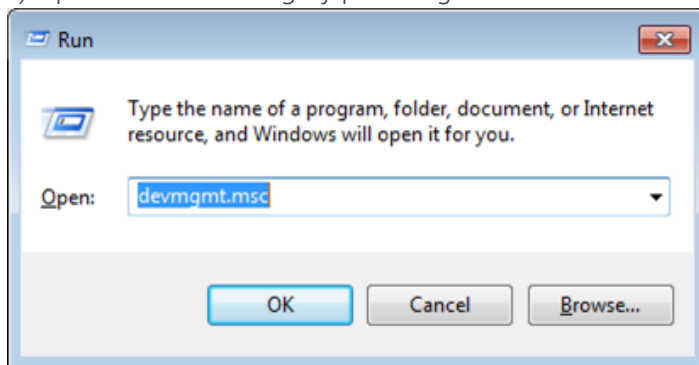 Run
Type the name of a program, folder, document, or Internet
resource, and Windows will open it for you.
Open: devmgmt.msc
OK Cancel Browse...